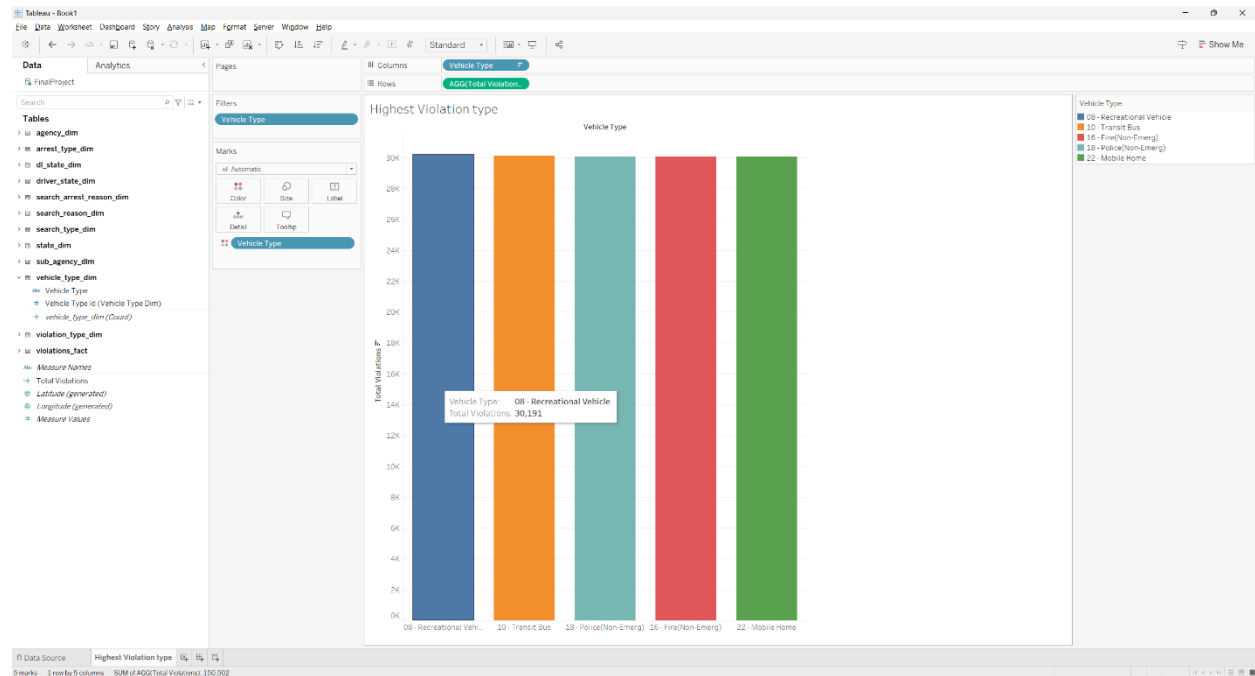 Tableau - Book1
File Data Worksheet Dashboard Story Analysis Map Format Server Window Help
Standard
Show Me
Data Analytics
FinalProject
Search
Tables
agency_dim
arrest_type_dim
dl_state_dim
driver_state_dim
search_arrest_reason_dim
search_reason_dim
search_type_dim
state_dim
sub_agency_dim
vehicle_type_dim
Abc Vehicle Type
Vehicle Type Id (Vehicle Type Dim)
vehicle_type_dim (Count)
violation_type_dim
violations_fact
Abc Measure Names
Total Violations
Latitude (generated)
Longitude (generated)
Measure Values
Pages
Filters
Vehicle Type
Marks
Automatic
Color Size Label
Detail Tooltip
Vehicle Type
Columns Vehicle Type
Rows AGG(Total Violation..
Highest Violation type
Vehicle Type
Total Violations
30K
28K
26K
24K
22K
20K
18K
16K
14K
12K
10K
8K
6K
4K
2K
0K
Vehicle Type: 08 - Recreational Vehicle
Total Violations: 30,191
08 - Recreational Vehi.. 10 - Transit Bus 18 - Police(Non-Emerg) 16 - Fire(Non-Emerg) 22 - Mobile Home
Vehicle Type
08 - Recreational Vehicle
10 - Transit Bus
16 - Fire(Non-Emerg)
18 - Police(Non-Emerg)
22 - Mobile Home
Data Source Highest Violation type
5 marks 1 row by 5 columns SUM of AGG(Total Violations): 150,502